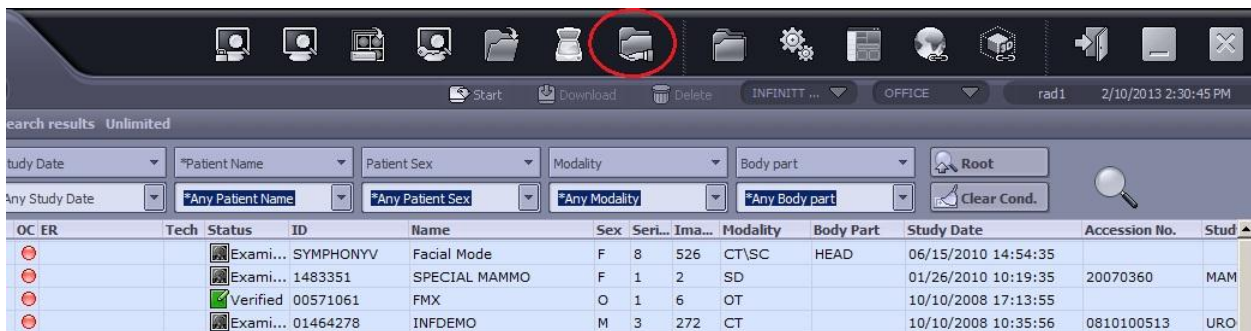 Start Download Delete INFINITT ... OFFICE rad1 2/10/2013 2:30:45 PM
earch results Unlimited
tudy Date *Patient Name Patient Sex Modality Body part Root
Any Study Date *Any Patient Name *Any Patient Sex *Any Modality *Any Body part Clear Cond.
OC ER Tech Status ID Name Sex Seri... Ima... Modality Body Part Study Date Accession No. Stud
Exami... SYMPHONYV Facial Mode F 8 526 CT\SC HEAD 06/15/2010 14:54:35
Exami... 1483351 SPECIAL MAMMO F 1 2 SD 01/26/2010 10:19:35 20070360 MAM
Verified 00571061 FMX O 1 6 OT 10/10/2008 17:13:55
Exami... 01464278 INFDEMO M 3 272 CT 10/10/2008 10:35:56 0810100513 URO